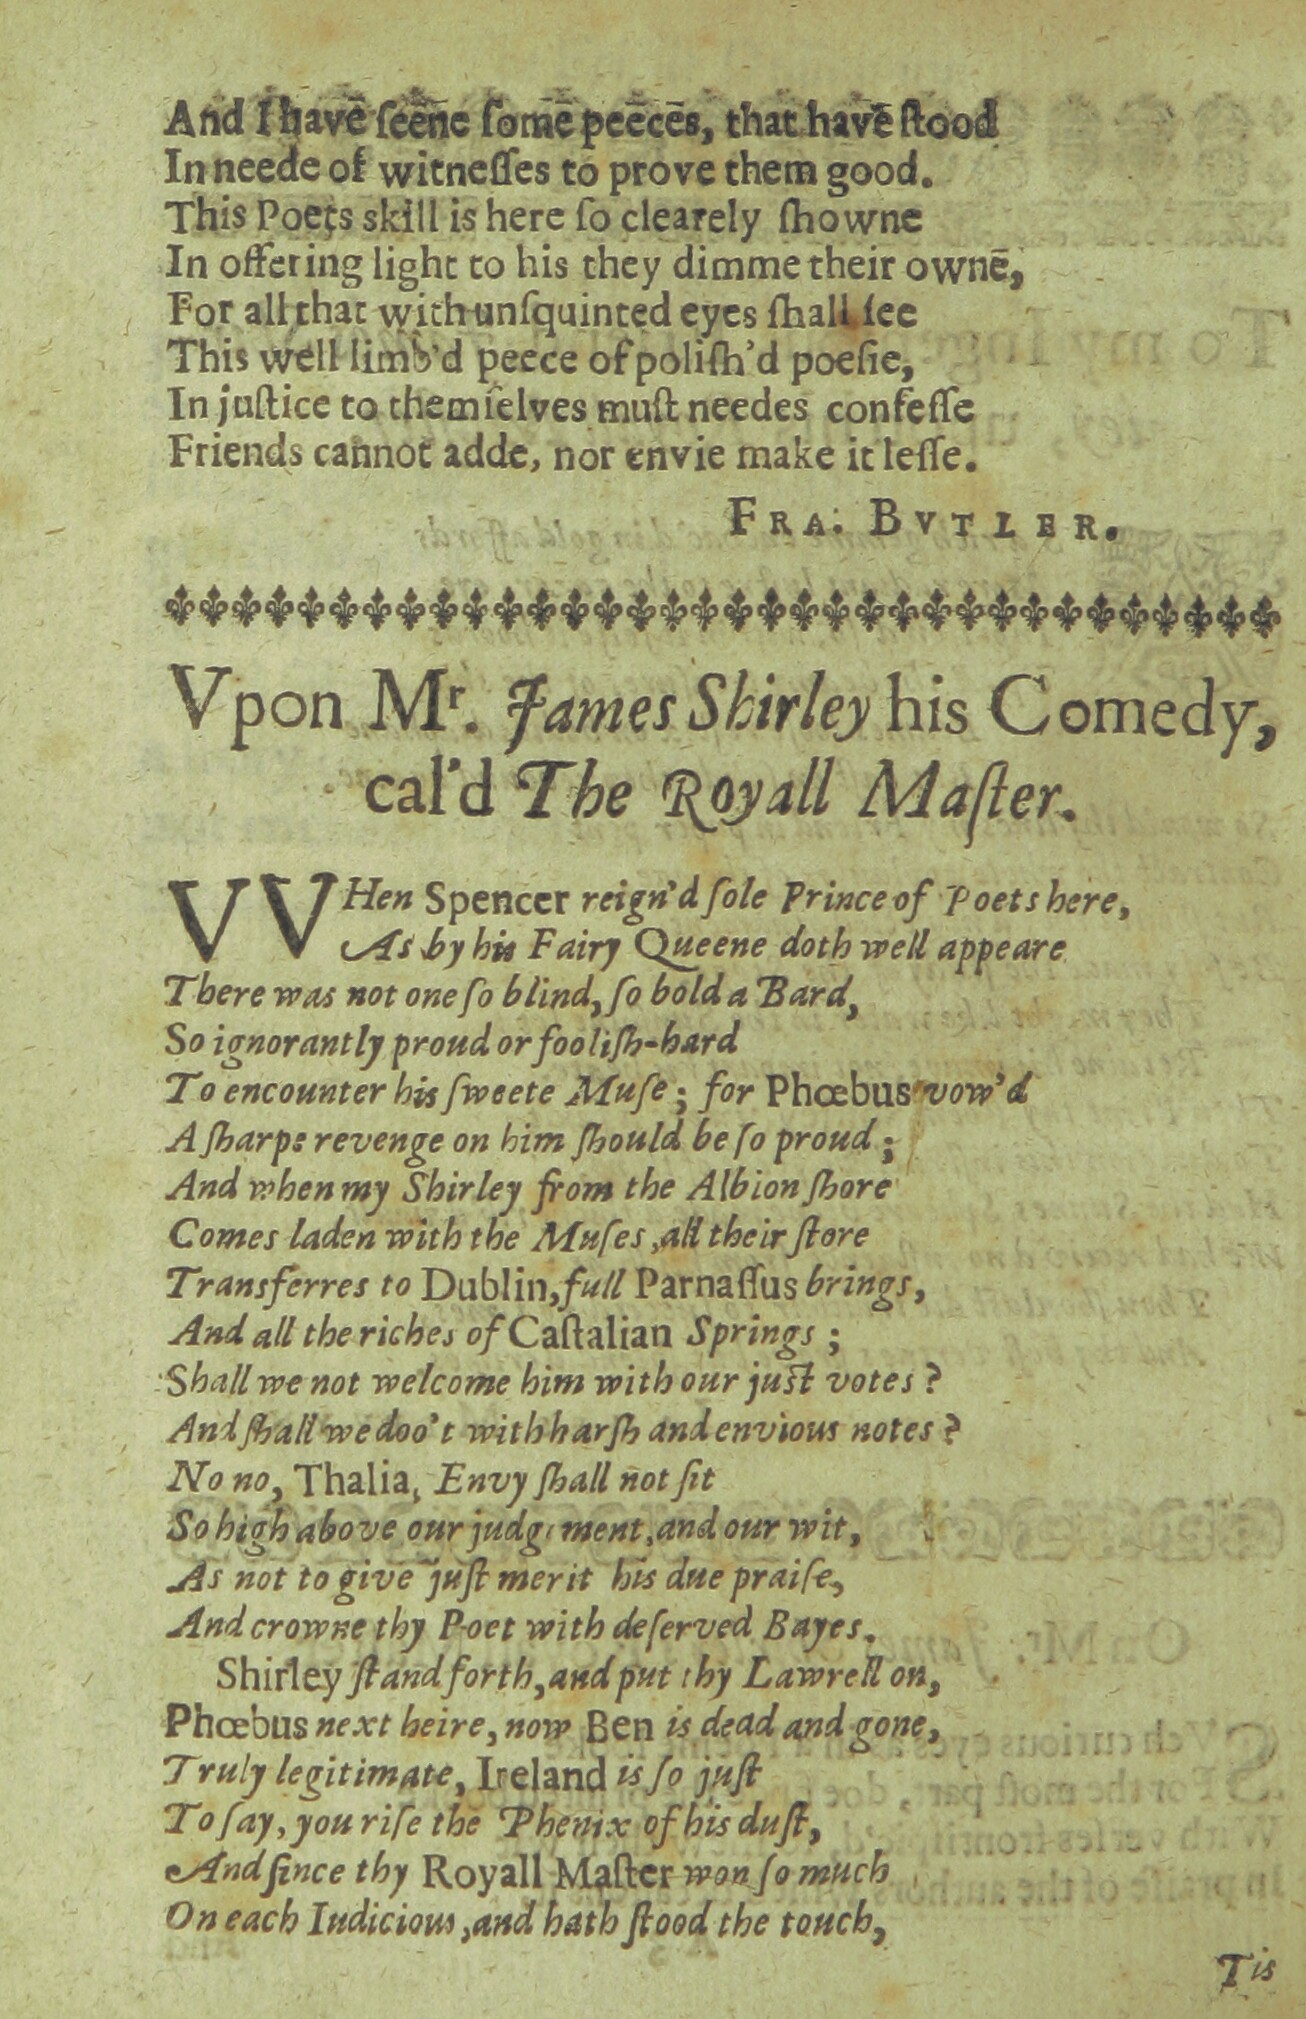 And I have ſeene ſome peeces, that have ſtood
In neede of witneſſes to prove them good.
This Poets skill is here ſo clearely ſhowne
In offering light to his they dimme their owne,
For all that with unſquinted eyes ſhall ſee
This well limb'd peece of poliſh'd poeſie,
In juſtice to themſelves muſt needes confeſſe
Friends cannot adde, nor envie make it leſſe.
FRA: BVTLER.
Vpon Mr. James Shirley his Comedy,
cal'd The Royall Maſter.
VVHen Spencer reign'd ſole Prince of Poets here,
As by his Fairy Queene doth well appeare
There was not one ſo blind, ſo bold a Bard,
So ignorantly proud or fooliſh-hard
To encounter his ſweete Muſe; for Phœbus vow'd
A ſharpe revenge on him ſhould be ſo proud;
And when my Shirley from the Albion ſhore
Comes laden with the Muſes, all their ſtore
Transferres to Dublin, full Parnaſſus brings,
And all the riches of Caſtalian Springs;
Shall we not welcome him with our juſt votes?
And ſhall we doo't with harſh and envious notes?
No no, Thalia, Envy ſhall not ſit
So high above our judgement, and our wit,
As not to give juſt merit his due praiſe,
And crowne thy Poet with deſerved Bayes.
Shirley ſtand forth, and put thy Lawrell on,
Phœbus next heire, now Ben is dead and gone,
Truly legitimate, Ireland is ſo juſt
To ſay, you riſe the Phenix of his duſt,
And ſince thy Royall Maſter won ſo much
On each Iudicious, and hath ſtood the touch,
Tis